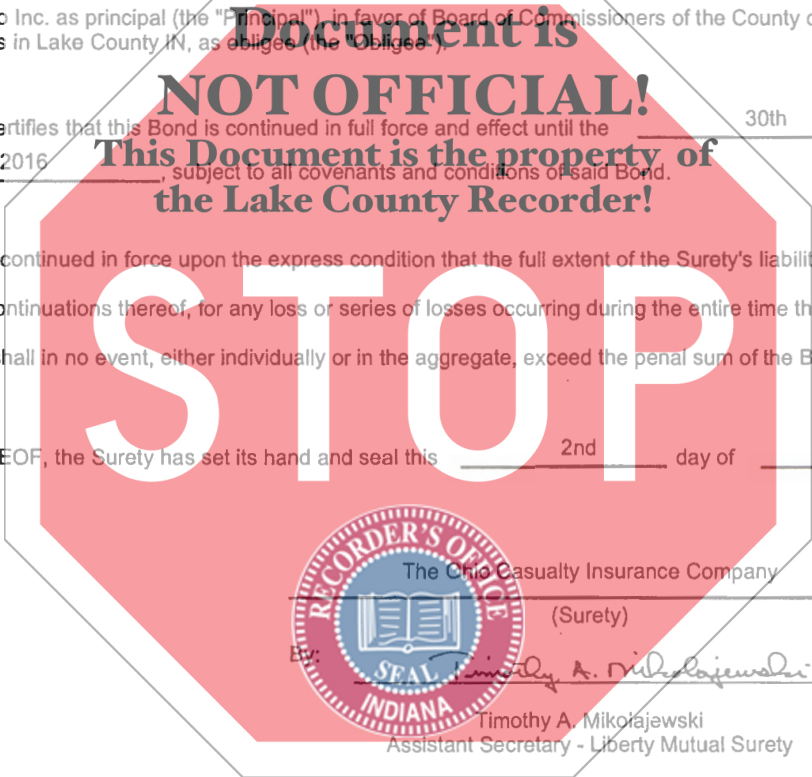 Inc. as principal (the "Principal"), in favor of Board of Commissioners of the County
in Lake County IN, as obligee (the "Obligee").
Document is
NOT OFFICIAL!
This Document is the property of
the Lake County Recorder!
that this Bond is continued in full force and effect until the 30th
2016, subject to all covenants and conditions of said Bond.
continued in force upon the express condition that the full extent of the Surety's
thereof, for any loss or series of losses occurring during the entire time
in no event, either individually or in the aggregate, exceed the penal sum of the
STOP
EOF, the Surety has set its hand and seal this 2nd day of
RECORDER'S OFFICE
SEAL
INDIANA
The Ohio Casualty Insurance Company
(Surety)
By: Timothy A. Mikolajewski
Timothy A. Mikolajewski
Assistant Secretary - Liberty Mutual Surety